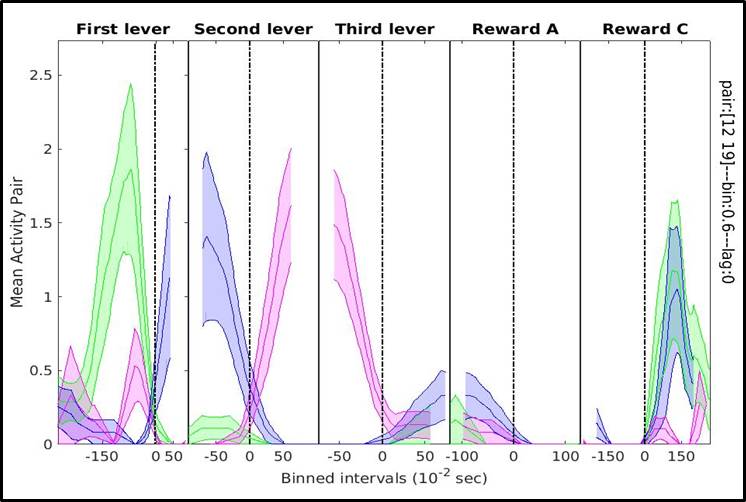 First lever
Second lever
Third lever
Reward A
Reward C
Mean Activity Pair
2.5
2
1.5
1
0.5
0
-150 0 50
-50 0 50
-50 0 50
-100 0 100
-150 0 150
Binned intervals (10-2 sec)
pair:[12 19]---bin:0.6---lag:0